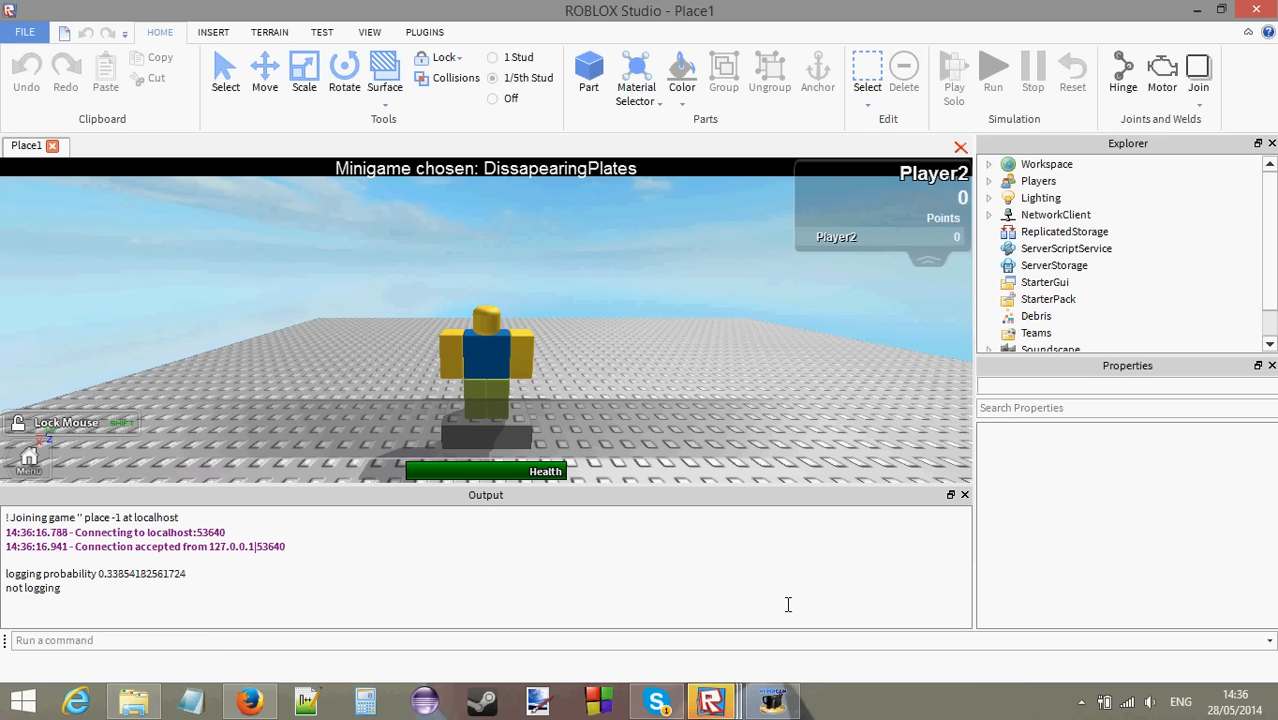 ROBLOX Studio - Place1
FILE HOME INSERT TERRAIN TEST VIEW PLUGINS
Undo Redo Paste Copy Cut
Clipboard
Select Move Scale Rotate Surface Lock Collisions 1 Stud 1/5th Stud Off
Tools
Part Material Selector Color Group Ungroup Anchor
Parts
Select Delete
Edit
Play Solo Run Stop Reset
Simulation
Hinge Motor Join
Joints and Welds
Place1
Minigame chosen: DissapearingPlates
Player2
0
Points
Player2 0
Lock Mouse SHIFT
Z
Menu
Health
Explorer
Workspace
Players
Lighting
NetworkClient
ReplicatedStorage
ServerScriptService
ServerStorage
StarterGui
StarterPack
Debris
Teams
Soundscape
Properties
Search Properties
Output
! Joining game '' place -1 at localhost
14:36:16.788 - Connecting to localhost:53640
14:36:16.941 - Connection accepted from 127.0.0.1|53640
logging probability 0.33854182561724
not logging
Run a command
HYPERCAM
ENG
14:36
28/05/2014